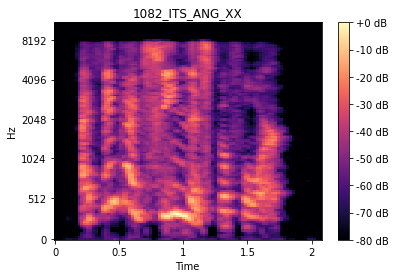 1082_ITS_ANG_XX
+0 dB
8192
-10 dB
4096
-20 dB
-30 dB
2048
Hz
-40 dB
1024
-50 dB
512
-60 dB
-70 dB
0
-80 dB
0 0.5 1 1.5 2
Time